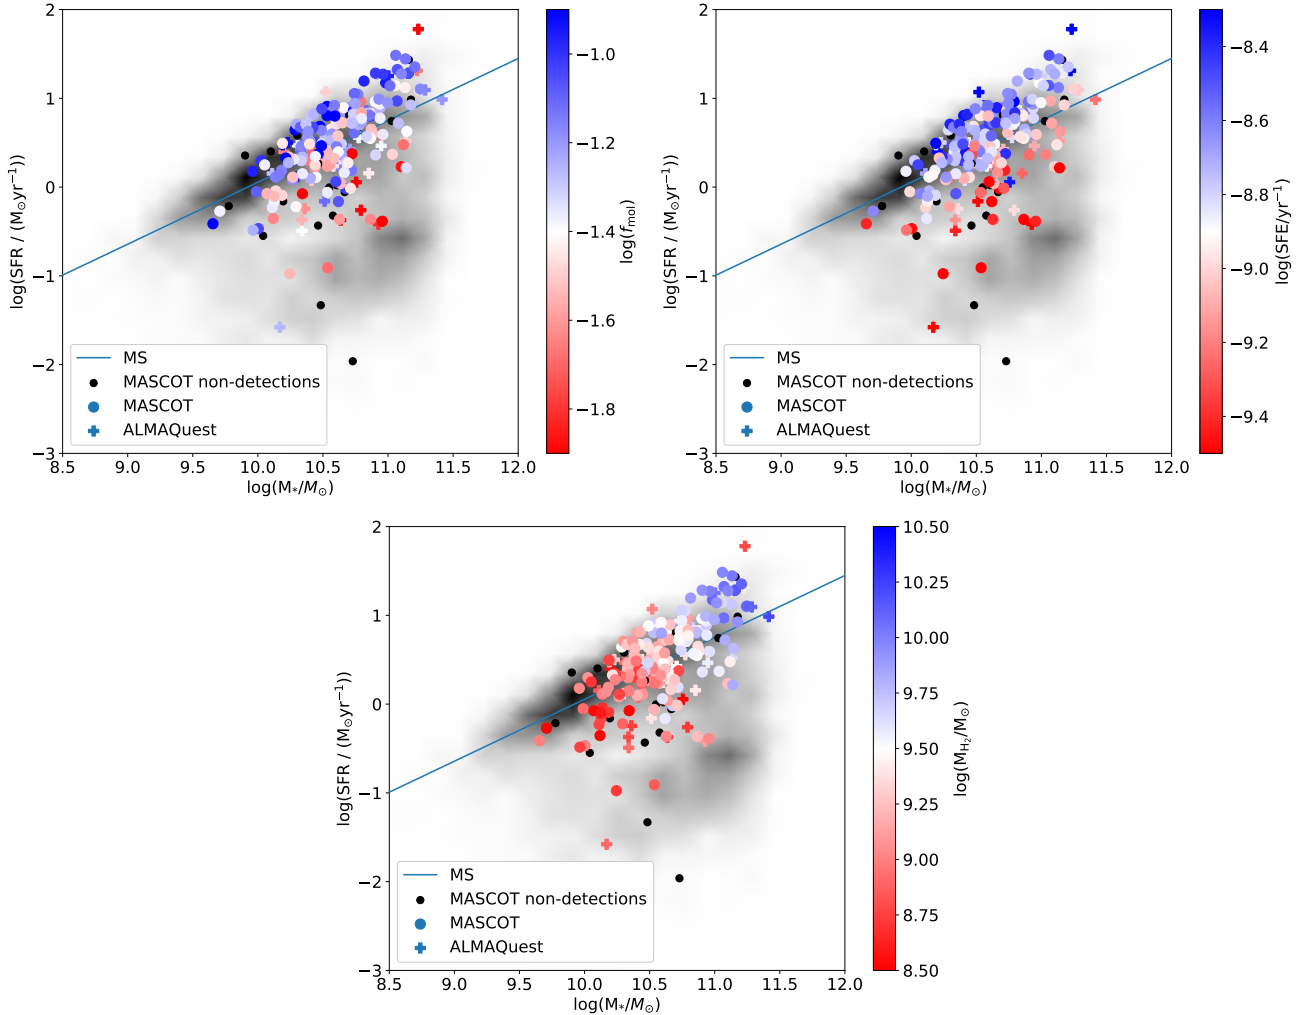 2
1
0
−1
−2
−3
8.5 9.0 9.5 10.0 10.5 11.0 11.5 12.0
log(SFR / (M⊙yr⁻¹))
log(M*/M⊙)
MS
MASCOT non-detections
MASCOT
ALMAQuest
−1.0
−1.2
−1.4
−1.6
−1.8
log(f_mol)
2
1
0
−1
−2
−3
8.5 9.0 9.5 10.0 10.5 11.0 11.5 12.0
log(SFR / (M⊙yr⁻¹))
log(M*/M⊙)
MS
MASCOT non-detections
MASCOT
ALMAQuest
−8.4
−8.6
−8.8
−9.0
−9.2
−9.4
log(SFE/yr⁻¹)
2
1
0
−1
−2
−3
8.5 9.0 9.5 10.0 10.5 11.0 11.5 12.0
log(SFR / (M⊙yr⁻¹))
log(M*/M⊙)
MS
MASCOT non-detections
MASCOT
ALMAQuest
10.50
10.25
10.00
9.75
9.50
9.25
9.00
8.75
8.50
log(M_H₂/M⊙)